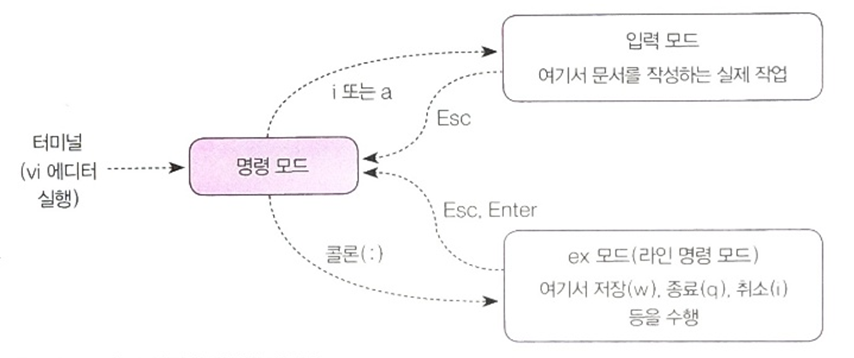 입력 모드
여기서 문서를 작성하는 실제 작업
i 또는 a
Esc
터미널
(vi 에디터
실행)
명령 모드
Esc, Enter
콜론(:)
ex 모드(라인 명령 모드)
여기서 저장(w), 종료(q), 취소(i)
등을 수행